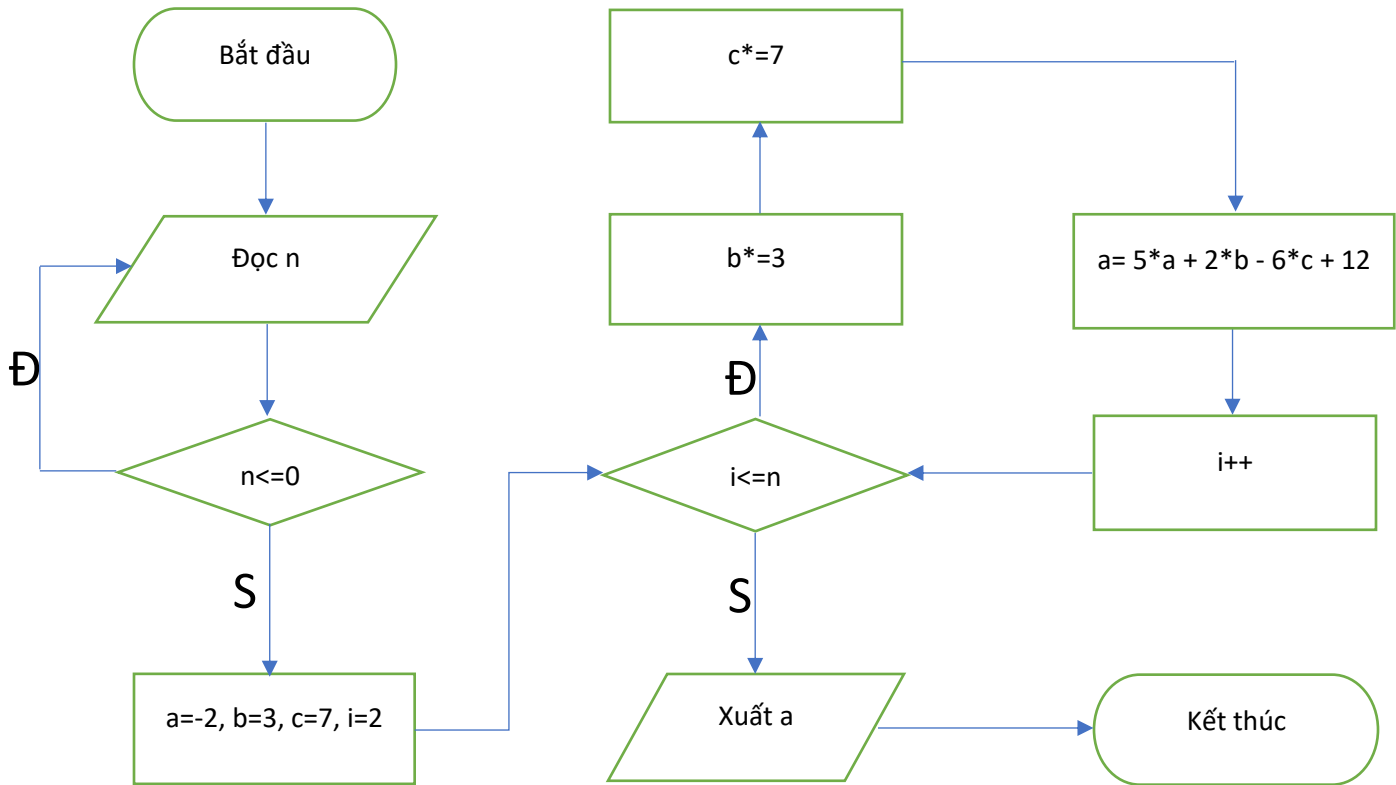 Bắt đầu
Đọc n
Đ
n<=0
S
a=-2, b=3, c=7, i=2
i<=n
Đ
b*=3
c*=7
a= 5*a + 2*b - 6*c + 12
i++
S
Xuất a
Kết thúc